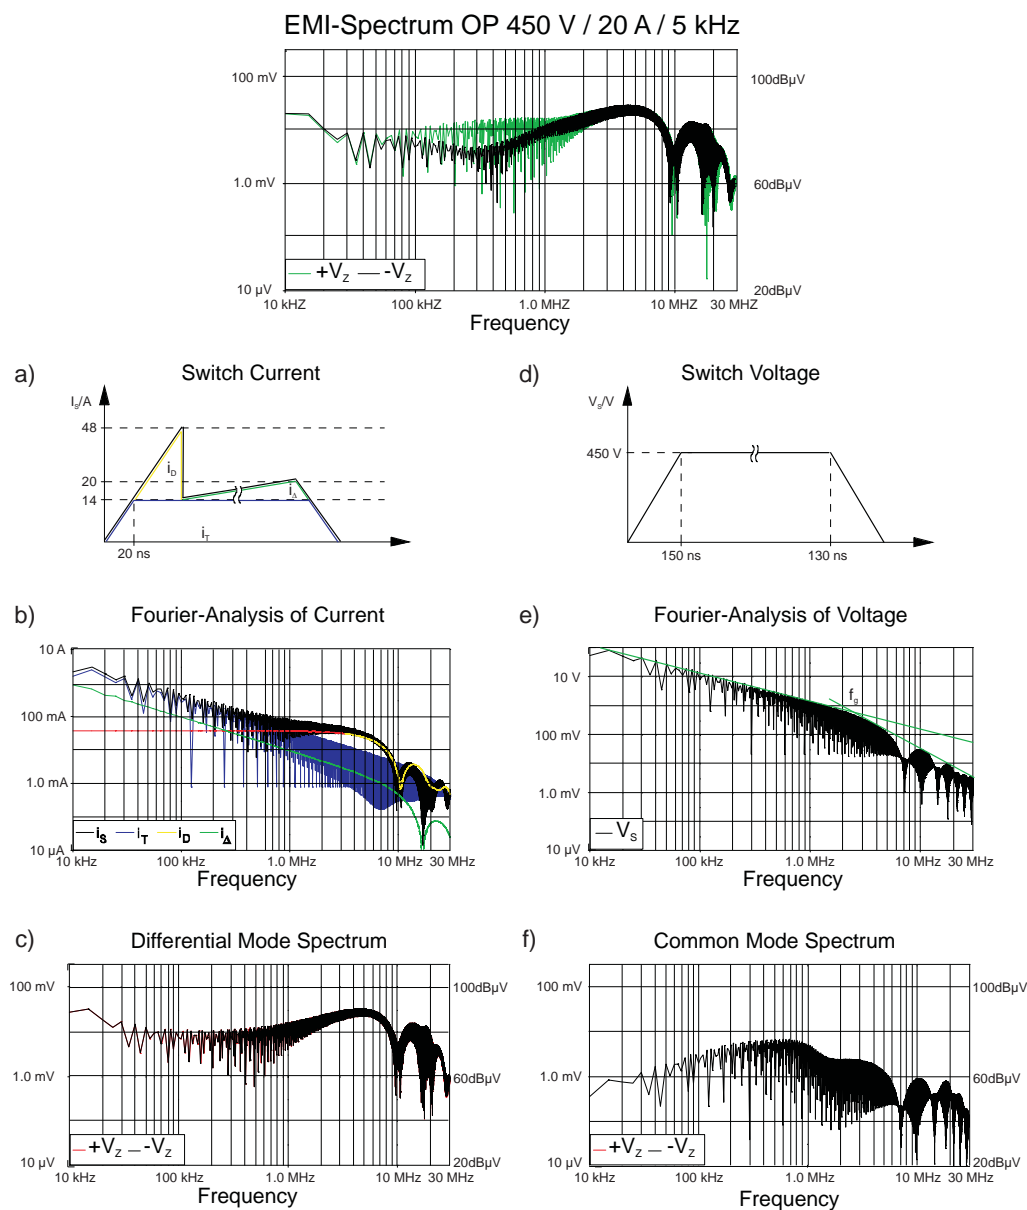 EMI-Spectrum OP 450 V / 20 A / 5 kHz
100 mV
1.0 mV
10 µV
100dBµV
60dBµV
20dBµV
+VZ -VZ
10 kHZ 100 kHZ 1.0 MHZ 10 MHZ 30 MHZ
Frequency
a) Switch Current
IS/A
48
20
14
iD
iΔ
iT
20 ns
d) Switch Voltage
VS/V
450 V
150 ns 130 ns
b) Fourier-Analysis of Current
10 A
100 mA
1.0 mA
10 µA
iS iT iD iΔ
10 kHz 100 kHz 1.0 MHz 10 MHz 30 MHz
Frequency
e) Fourier-Analysis of Voltage
10 V
100 mV
1.0 mV
10 µV
fg
VS
10 kHz 100 kHz 1.0 MHz 10 MHz 30 MHz
Frequency
c) Differential Mode Spectrum
100 mV
1.0 mV
10 µV
100dBµV
60dBµV
20dBµV
+VZ -VZ
10 kHz 100 kHz 1.0 MHz 10 MHz 30 MHz
Frequency
f) Common Mode Spectrum
100 mV
1.0 mV
10 µV
100dBµV
60dBµV
20dBµV
+VZ -VZ
10 kHz 100 kHz 1.0 MHz 10 MHz 30 MHz
Frequency